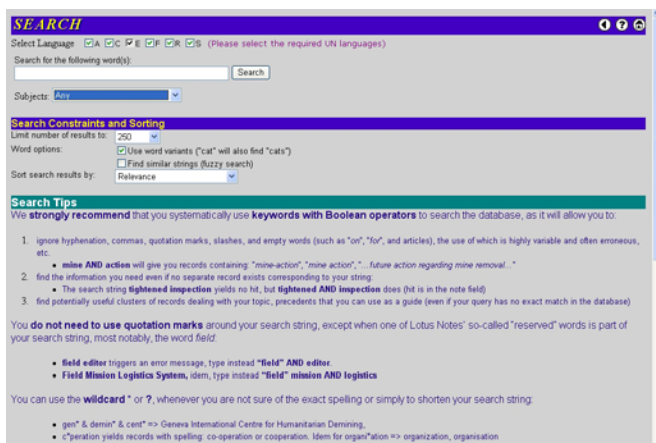 SEARCH
Select Language A C E F R S (Please select the required UN languages)
Search for the following word(s):
Search
Subjects: Any
Search Constraints and Sorting
Limit number of results to: 250
Word options: Use word variants ("cat" will also find "cats")
Find similar strings (fuzzy search)
Sort search results by: Relevance
Search Tips
We strongly recommend that you systematically use keywords with Boolean operators to search the database, as it will allow you to:
1. ignore hyphenation, commas, quotation marks, slashes, and empty words (such as "on", "for", and articles), the use of which is highly variable and often erroneous,
etc.
• mine AND action will give you records containing: "mine-action", "mine action", "...future action regarding mine removal..."
2. find the information you need even if no separate record exists corresponding to your string:
• The search string tightened inspection yields no hit, but tightened AND inspection does (hit is in the note field)
3. find potentially useful clusters of records dealing with your topic, precedents that you can use as a guide (even if your query has no exact match in the database)
You do not need to use quotation marks around your search string, except when one of Lotus Notes' so-called "reserved" words is part of
your search string, most notably, the word field:
• field editor triggers an error message, type instead "field" AND editor.
• Field Mission Logistics System, idem, type instead "field" mission AND logistics
You can use the wildcard * or ?, whenever you are not sure of the exact spelling or simply to shorten your search string:
• gen* & demin* & cent* => Geneva International Centre for Humanitarian Demining,
• c*peration yields records with spelling: co-operation or cooperation. Idem for organi*ation => organization, organisation